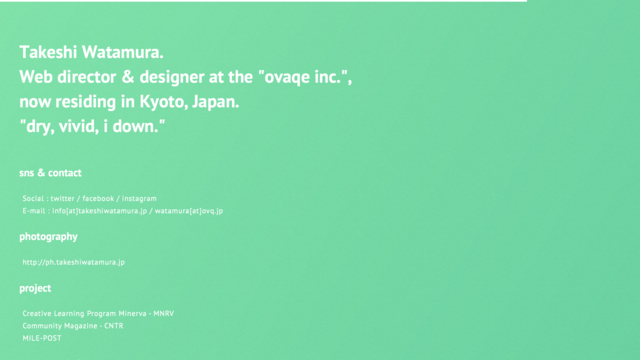 Takeshi Watamura.
Web director & designer at the "ovaqe inc.",
now residing in Kyoto, Japan.
"dry, vivid, i down."
sns & contact
Social : twitter / facebook / instagram
E-mail : info[at]takeshiwatamura.jp / watamura[at]ovq.jp
photography
http://ph.takeshiwatamura.jp
project
Creative Learning Program Minerva - MNRV
Community Magazine - CNTR
MILE-POST